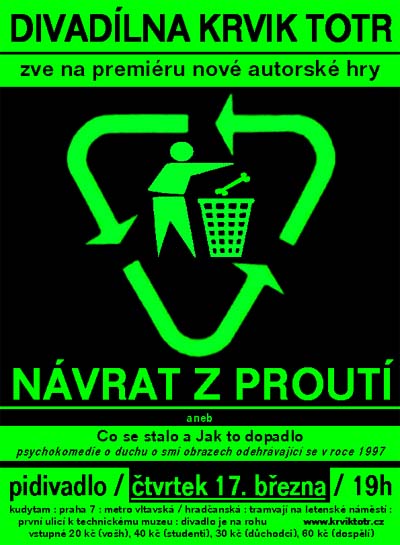 DIVADÍLNA KRVIK TOTR
zve na premiéru nové autorské hry
NÁVRAT Z PROUTÍ
aneb
Co se stalo a Jak to dopadlo
psychokomedie o duchu o smi obrazech odehravající se v roce 1997
pidivadlo / čtvrtek 17. března / 19h
kudytam : praha 7 : metro vltavská / hradčanská : tramvají na letenské náměstí :
první ulicí k technickému muzeu : divadlo je na rohu www.krviktotr.cz
vstupné 20 kč (vošh), 40 kč (studenti), 30 kč (důchodci), 60 kč (dospělí)